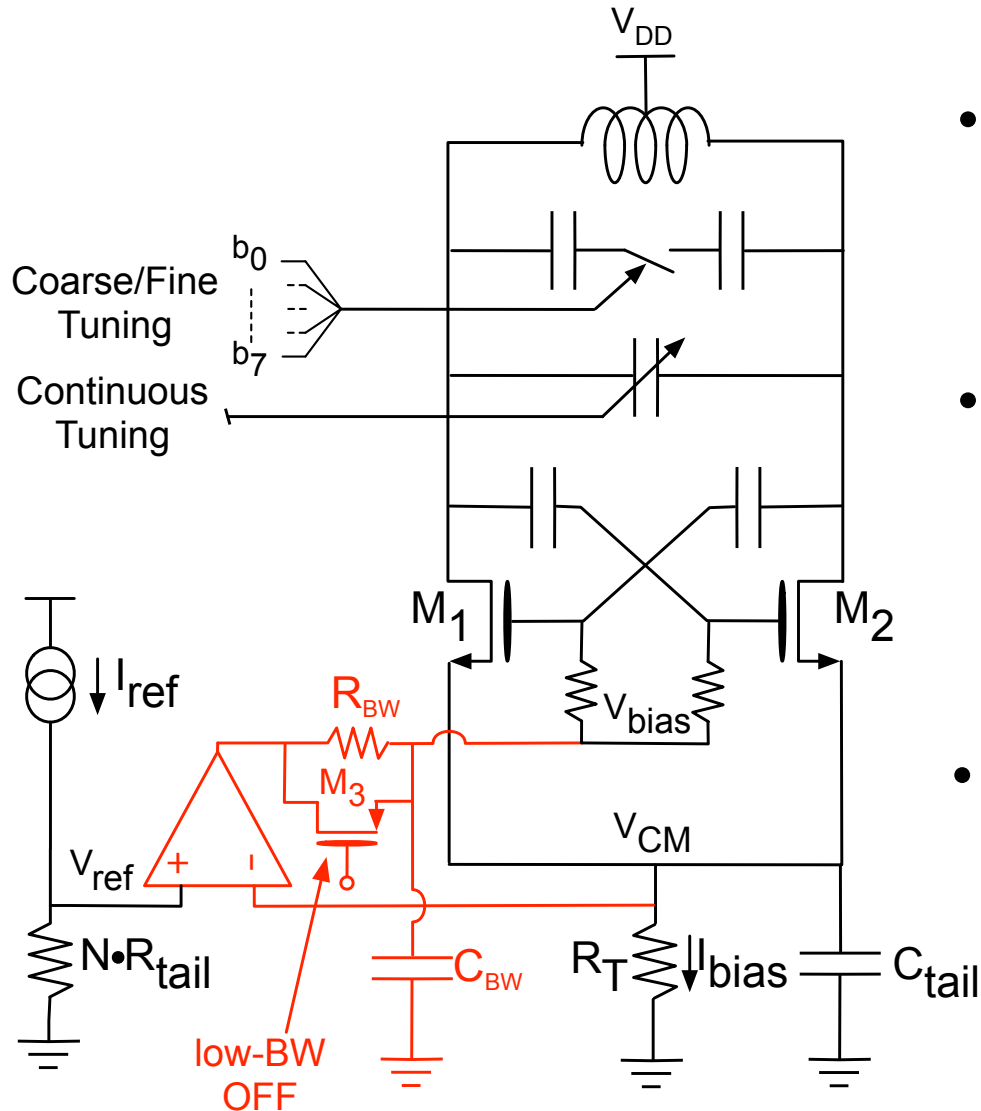 VDD
b0
Coarse/Fine
Tuning
b7
Continuous
Tuning
M1
M2
Iref
RBW
Vbias
M3
VCM
Vref
+
-
N•Rtail
CBW
RT
Ibias
Ctail
low-BW
OFF